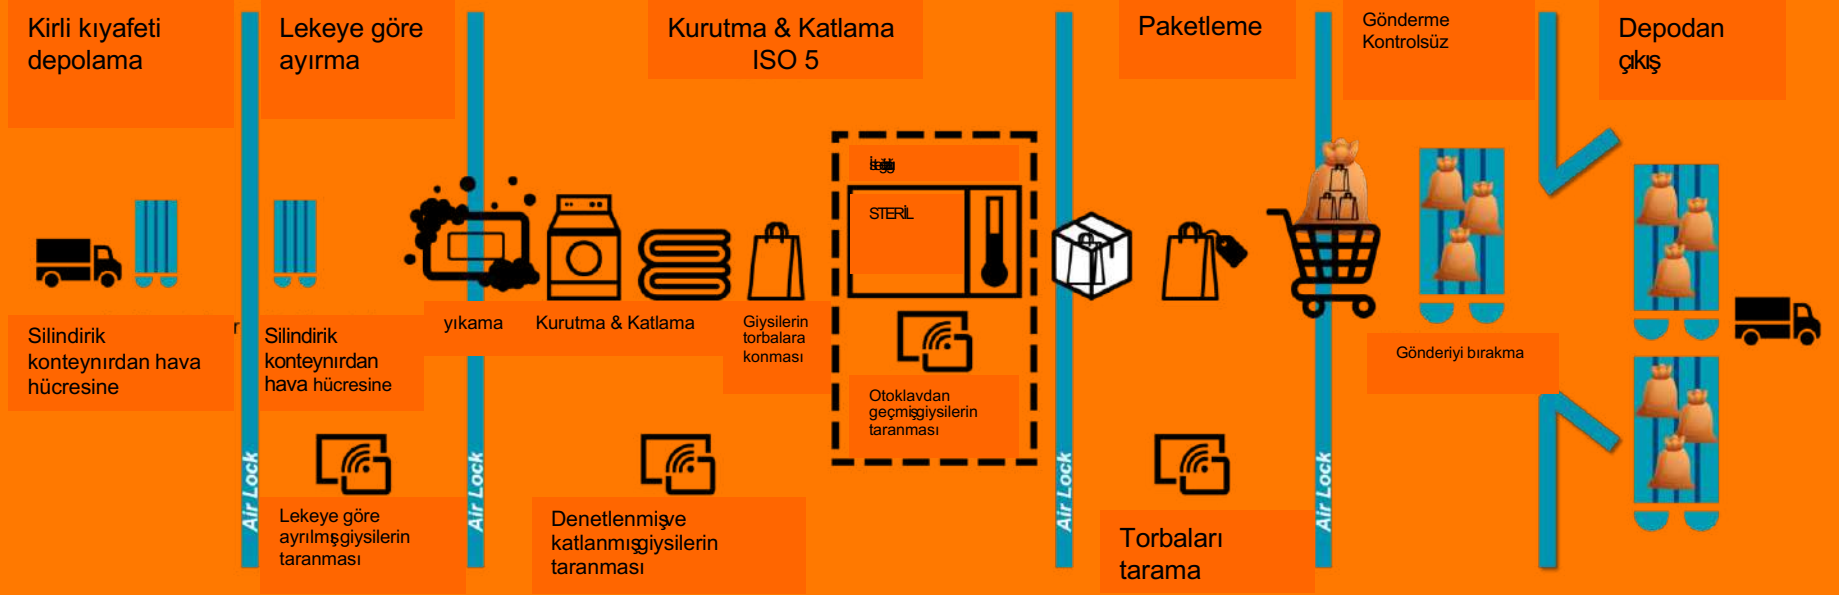 Kirli kıyafeti
depolama
Lekeye göre
ayırma
Kurutma & Katlama
ISO 5
Paketleme
Gönderme
Kontrolsüz
Depodan
çıkış
STERİL
Silindirik
konteynırdan hava
hücresine
r
Silindirik
konteynırdan
hava hücresine
yıkama
Kurutma & Katlama
Giysilerin
torbalara
konması
Otoklavdan
geçmişgiysilerin
taranması
Gönderiyi bırakma
Air Lock
Air Lock
Air Lock
Air Lock
Lekeye göre
ayrılmışgiysilerin
taranması
Denetlenmişve
katlanmışgiysilerin
taranması
Torbaları
tarama